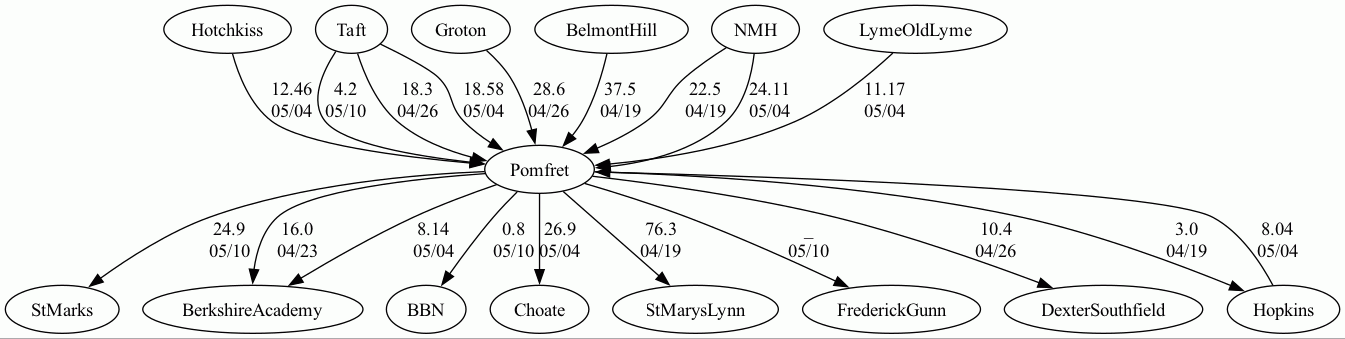 Hotchkiss Taft Groton BelmontHill NMH LymeOldLyme
12.46 4.2 18.3 18.58 28.6 37.5 22.5 24.11 11.17
05/04 05/10 04/26 05/04 04/26 04/19 04/19 05/04 05/04
Pomfret
24.9 16.0 8.14 0.8 26.9 76.3 _ 10.4 3.0 8.04
05/10 04/23 05/04 05/10 05/04 04/19 05/10 04/26 04/19 05/04
StMarks BerkshireAcademy BBN Choate StMarysLynn FrederickGunn DexterSouthfield Hopkins